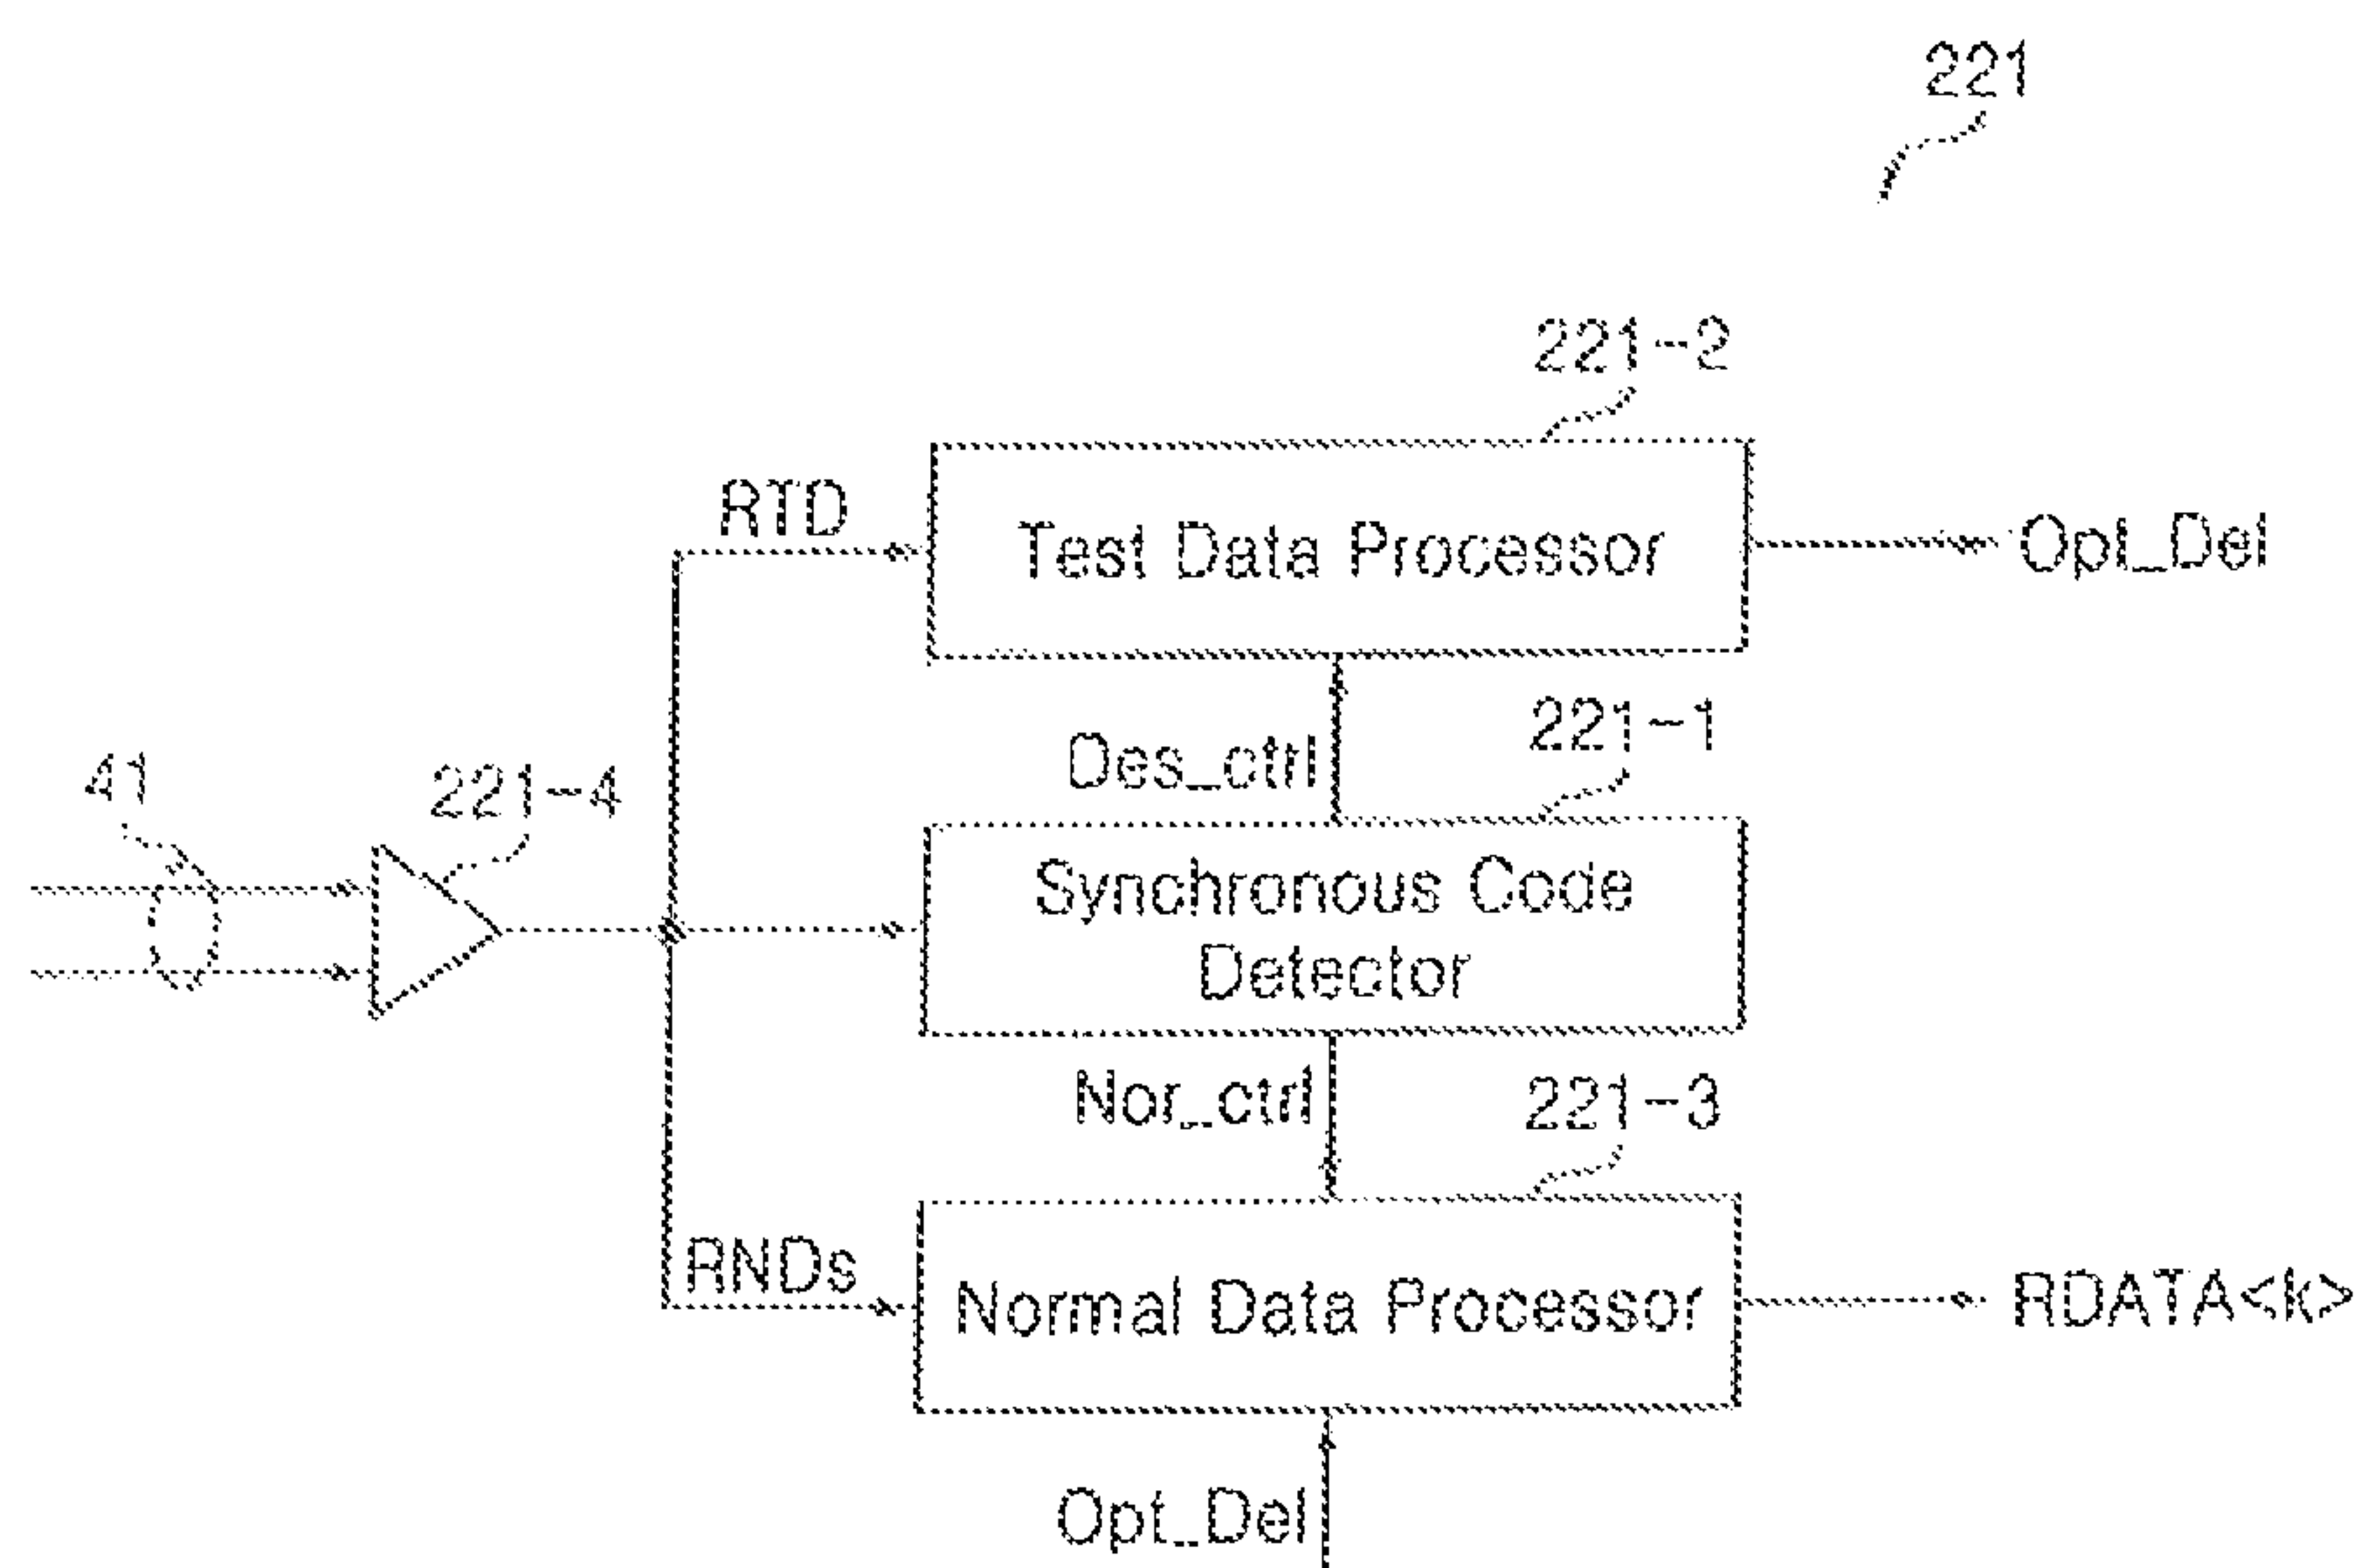 221
221-2
RTD
Test Data Processor
Opt_Del
41
221-4
Des_ctrl
221-1
Synchronous Code
Detector
Nor_ctrl
221-3
RNDs
Normal Data Processor
RDATA<k>
Opt_Del